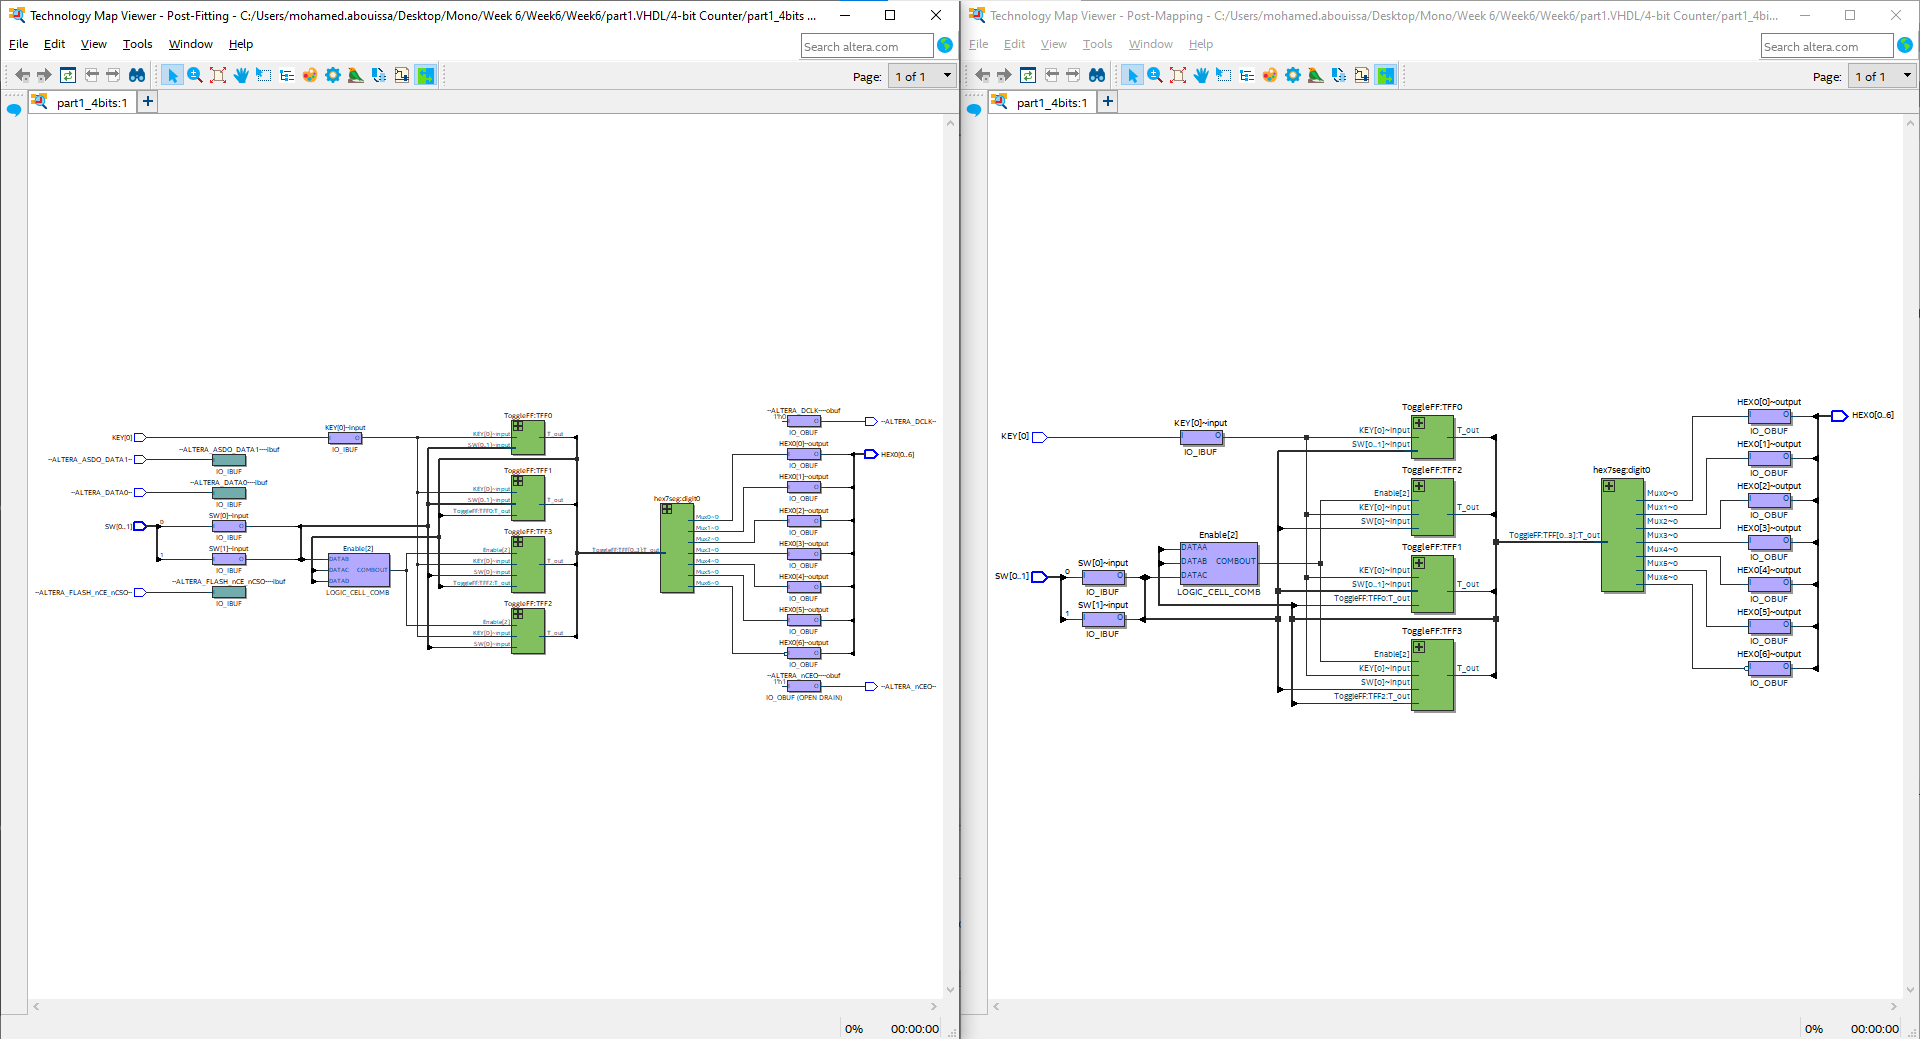 Technology Map Viewer - Post-Fitting - C:/Users/mohamed.abouissa/Desktop/Mono/Week 6/Week6/Week6/part1.VHDL/4-bit Counter/part1_4bits ...
File Edit View Tools Window Help
Search altera.com
Page: 1 of 1
part1_4bits:1
KEY[0]
~ALTERA_ASDO_DATA1~
~ALTERA_DATA0~
SW[0..1]
~ALTERA_FLASH_nCE_nCSO~
~ALTERA_ASDO_DATA1~~ibuf
IO_IBUF
~ALTERA_DATA0~~ibuf
IO_IBUF
0
SW[0]~input
IO_IBUF
1
SW[1]~input
IO_IBUF
~ALTERA_FLASH_nCE_nCSO~~ibuf
IO_IBUF
KEY[0]~input
IO_IBUF
Enable[2]
DATAB
DATAC COMBOUT
DATAD
LOGIC_CELL_COMB
ToggleFF:TFF0
KEY[0]~input T_out
SW[0..1]~input
ToggleFF:TFF1
KEY[0]~input
SW[0..1]~input T_out
ToggleFF:TFF0:T_out
ToggleFF:TFF3
Enable[2]
KEY[0]~input T_out
SW[0]~input
ToggleFF:TFF2:T_out
ToggleFF:TFF2
Enable[2]
KEY[0]~input T_out
SW[0]~input
hex7seg:digit0
ToggleFF:TFF[0..3]:T_out
Mux0~0
Mux1~0
Mux2~0
Mux3~0
Mux4~0
Mux5~0
Mux6~0
~ALTERA_DCLK~~obuf
1'h0
IO_OBUF
HEX0[0]~output
IO_OBUF
HEX0[1]~output
IO_OBUF
HEX0[2]~output
IO_OBUF
HEX0[3]~output
IO_OBUF
HEX0[4]~output
IO_OBUF
HEX0[5]~output
IO_OBUF
HEX0[6]~output
IO_OBUF
~ALTERA_nCEO~~obuf
1'h1
IO_OBUF (OPEN DRAIN)
~ALTERA_DCLK~
HEX0[0..6]
~ALTERA_nCEO~
0% 00:00:00
Technology Map Viewer - Post-Mapping - C:/Users/mohamed.abouissa/Desktop/Mono/Week 6/Week6/Week6/part1.VHDL/4-bit Counter/part1_4bi...
File Edit View Tools Window Help
Search altera.com
Page: 1 of 1
part1_4bits:1
KEY[0]
SW[0..1]
KEY[0]~input
IO_IBUF
0
SW[0]~input
IO_IBUF
1
SW[1]~input
IO_IBUF
Enable[2]
DATAA
DATAB COMBOUT
DATAC
LOGIC_CELL_COMB
ToggleFF:TFF0
KEY[0]~input T_out
SW[0..1]~input
ToggleFF:TFF2
Enable[2]
KEY[0]~input T_out
SW[0]~input
ToggleFF:TFF1
KEY[0]~input
SW[0..1]~input T_out
ToggleFF:TFF0:T_out
ToggleFF:TFF3
Enable[2]
KEY[0]~input T_out
SW[0]~input
ToggleFF:TFF2:T_out
hex7seg:digit0
ToggleFF:TFF[0..3]:T_out
Mux0~0
Mux1~0
Mux2~0
Mux3~0
Mux4~0
Mux5~0
Mux6~0
HEX0[0]~output
IO_OBUF
HEX0[1]~output
IO_OBUF
HEX0[2]~output
IO_OBUF
HEX0[3]~output
IO_OBUF
HEX0[4]~output
IO_OBUF
HEX0[5]~output
IO_OBUF
HEX0[6]~output
IO_OBUF
HEX0[0..6]
0% 00:00:00